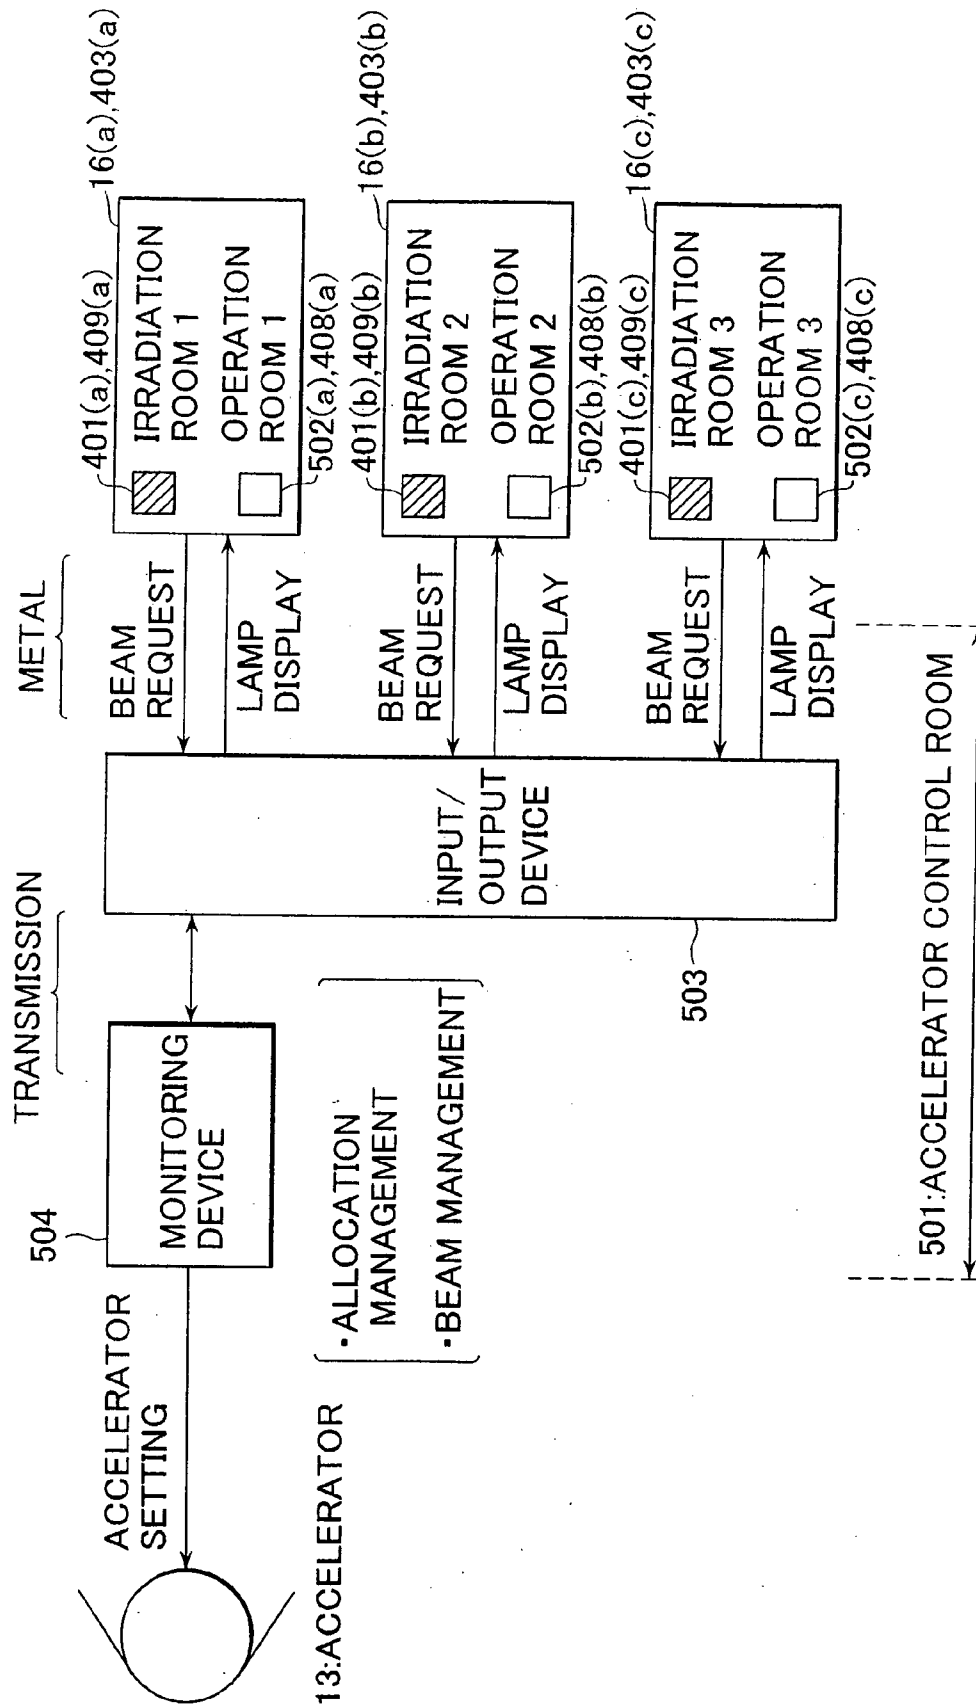 ACCELERATOR
SETTING
13:ACCELERATOR
504
MONITORING
DEVICE
・ALLOCATION
MANAGEMENT
・BEAM MANAGEMENT
TRANSMISSION
INPUT/
OUTPUT
DEVICE
503
METAL
BEAM
REQUEST
LAMP
DISPLAY
BEAM
REQUEST
LAMP
DISPLAY
BEAM
REQUEST
LAMP
DISPLAY
401(a),409(a)
16(a),403(a)
IRRADIATION
ROOM 1
OPERATION
ROOM 1
502(a),408(a)
401(b),409(b)
16(b),403(b)
IRRADIATION
ROOM 2
OPERATION
ROOM 2
502(b),408(b)
401(c),409(c)
16(c),403(c)
IRRADIATION
ROOM 3
OPERATION
ROOM 3
502(c),408(c)
501:ACCELERATOR CONTROL ROOM